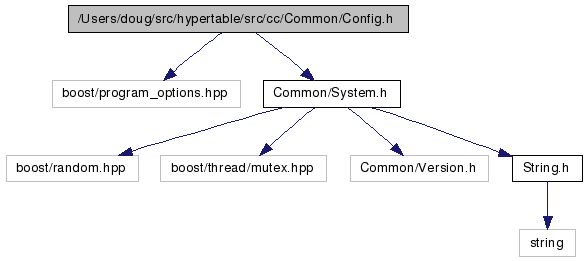 /Users/doug/src/hypertable/src/cc/Common/Config.h
boost/program_options.hpp
Common/System.h
boost/random.hpp
boost/thread/mutex.hpp
Common/Version.h
String.h
string